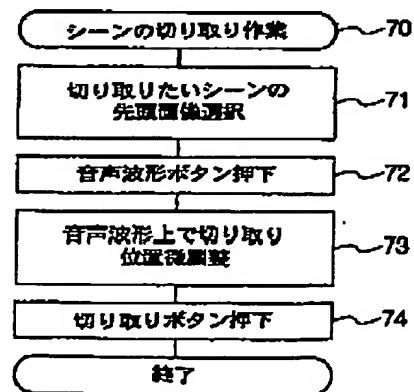 シーンの切り取り作業 70
切り取りたいシーンの
先頭画像選択
71
音声波形ボタン押下 72
音声波形上で切り取り
位置微調整
73
切り取りボタン押下 74
終了